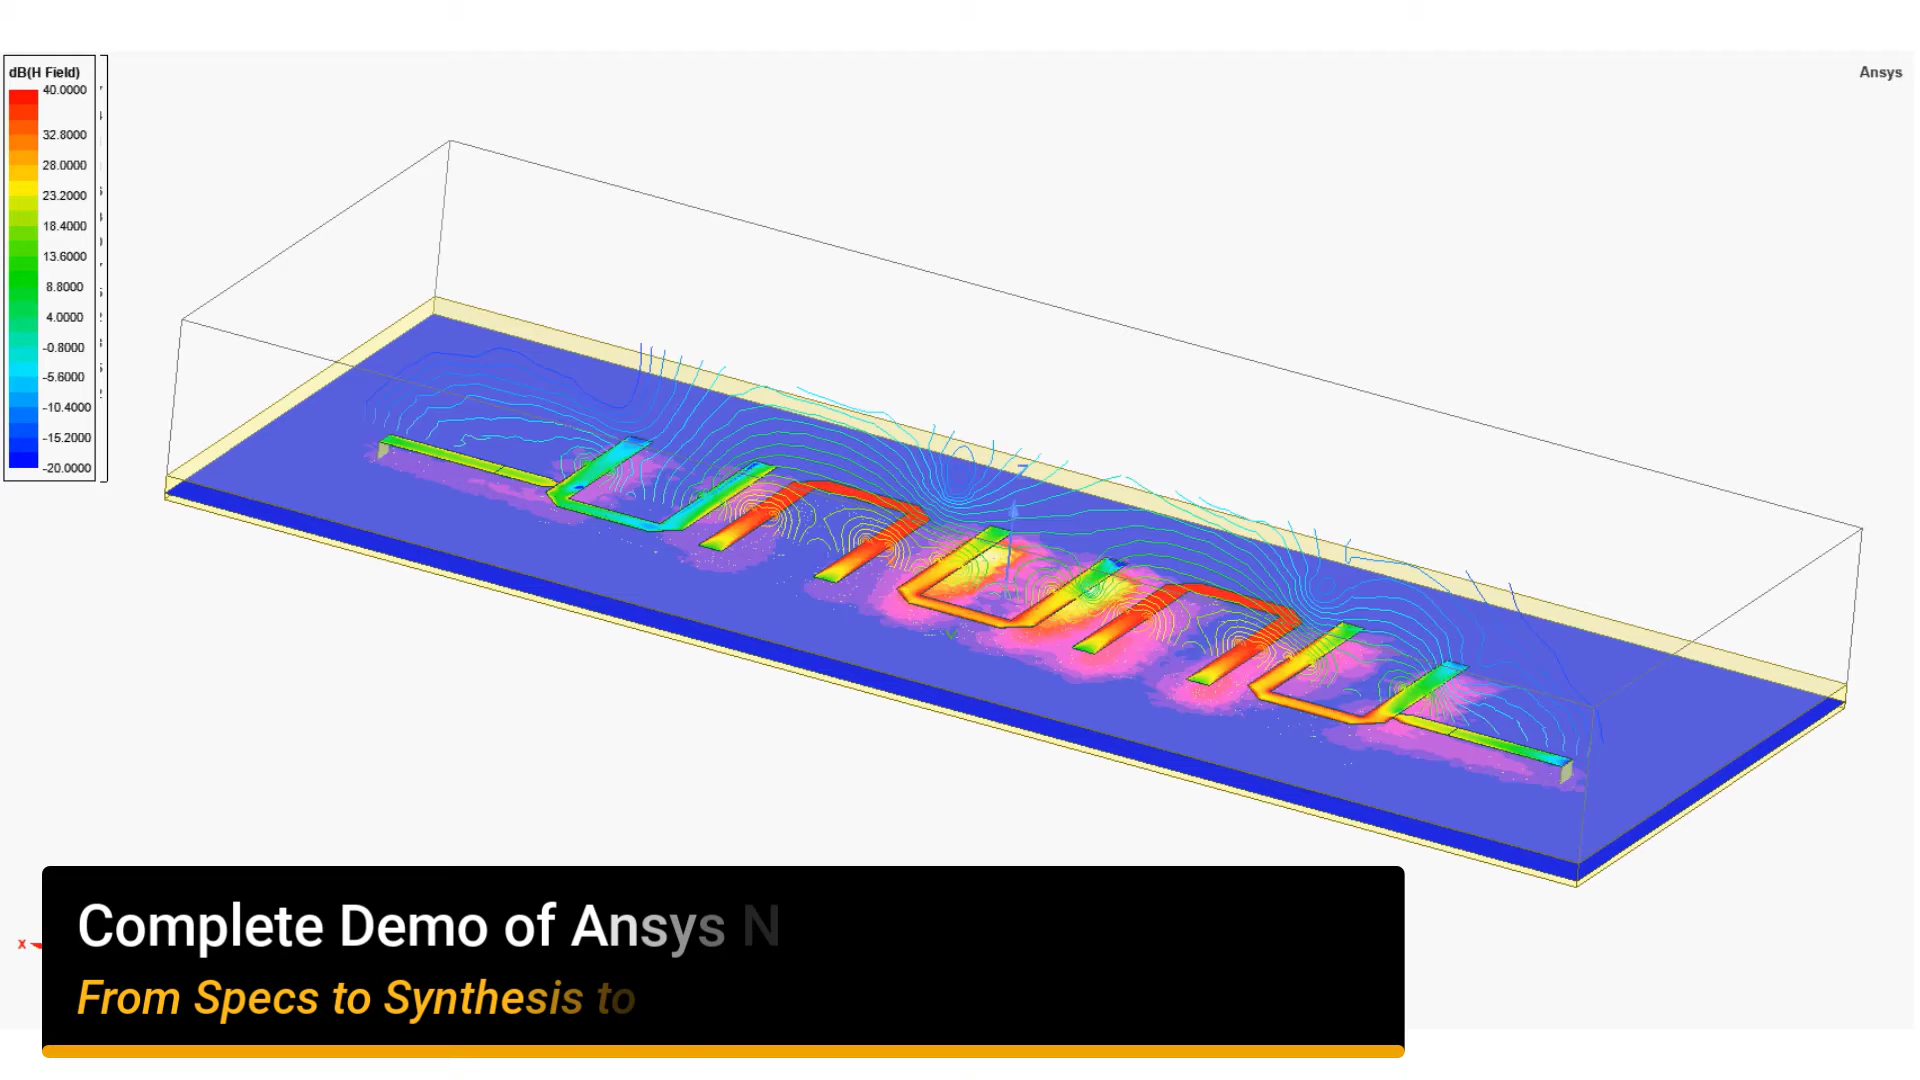 dB(H Field)
40.0000
32.8000
28.0000
23.2000
18.4000
13.6000
8.8000
4.0000
-0.8000
-5.6000
-10.4000
-15.2000
-20.0000
Ansys
Z
X
Complete Demo of Ansys N
From Specs to Synthesis to